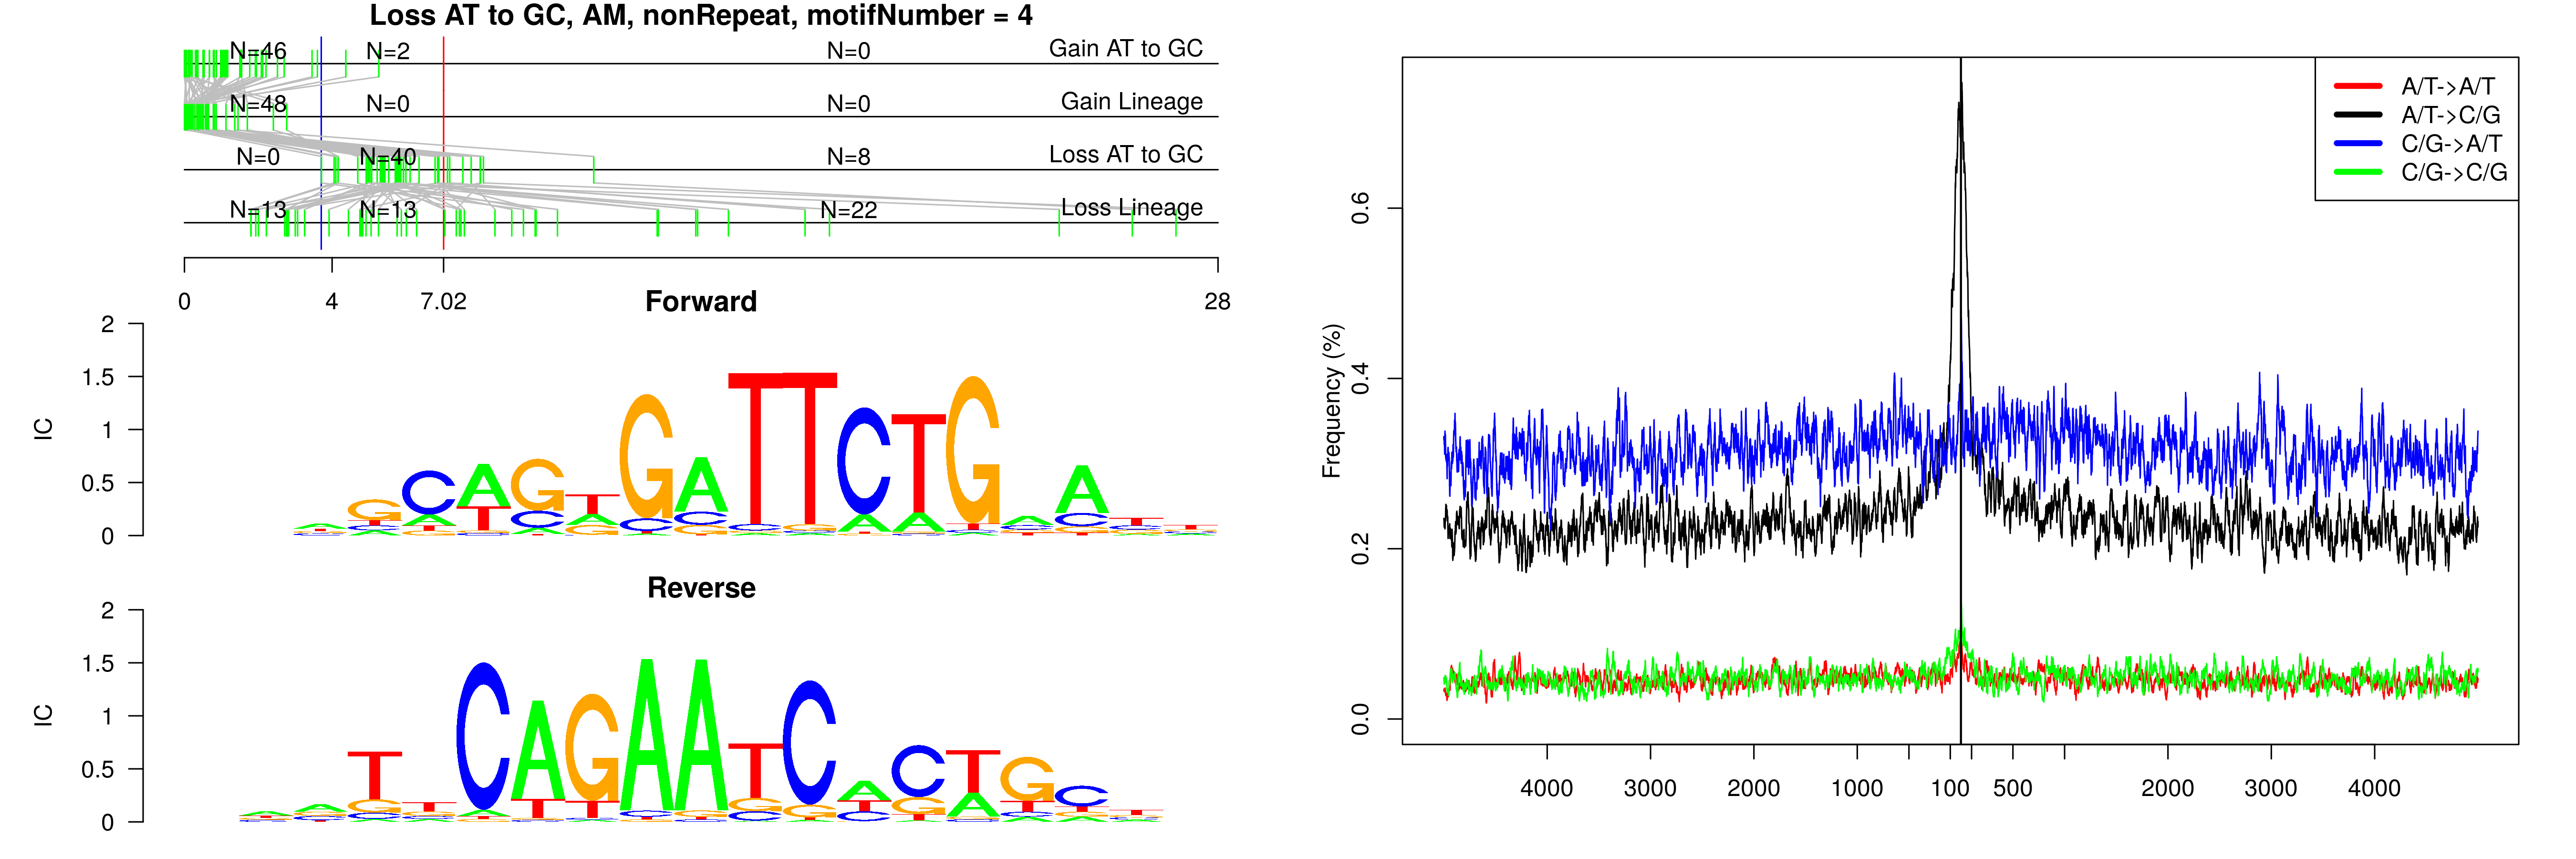 Loss AT to GC, AM, nonRepeat, motifNumber = 4
N=46 N=2 N=0 Gain AT to GC
N=48 N=0 N=0 Gain Lineage
N=0 N=40 N=8 Loss AT to GC
N=13 N=13 N=22 Loss Lineage
0 4 7.02 28
Forward
IC
2
1.5
1
0.5
0
GCAGTGATTCTG A
Reverse
IC
2
1.5
1
0.5
0
T CAGAATCACTGC
A/T->A/T
A/T->C/G
C/G->A/T
C/G->C/G
Frequency (%)
0.6
0.4
0.2
0.0
4000 3000 2000 1000 100 500 2000 3000 4000